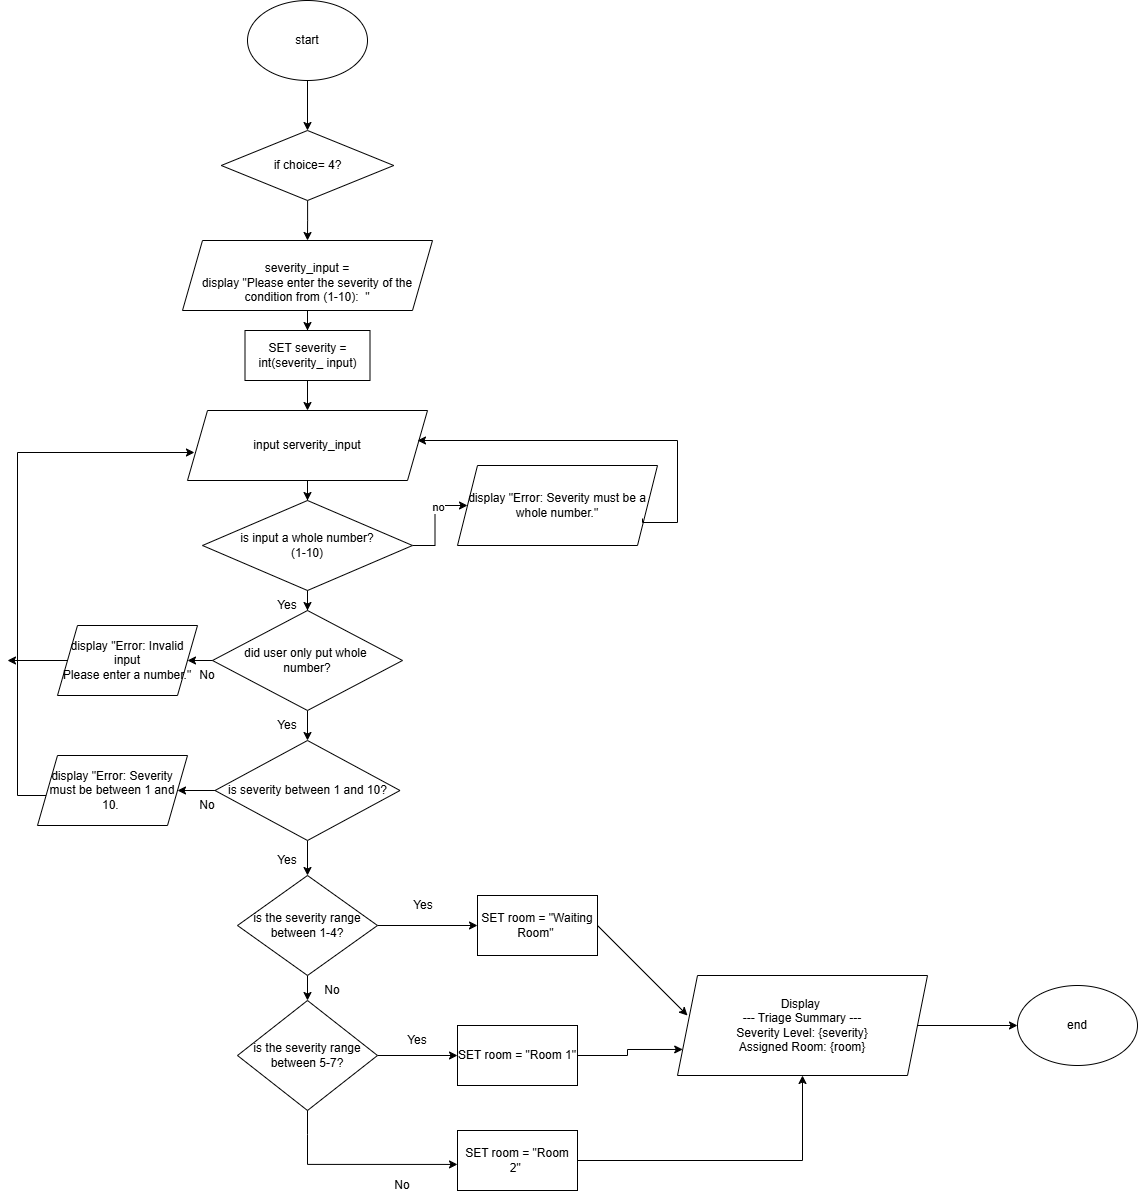 start
if choice= 4?
severity_input =
display "Please enter the severity of the
condition from (1-10):  "
SET severity =
int(severity_ input)
input serverity_input
is input a whole number?
(1-10)
no
display "Error: Severity must be a
whole number."
Yes
did user only put whole
number?
No
display "Error: Invalid
input
Please enter a number."
Yes
is severity between 1 and 10?
No
display "Error: Severity
must be between 1 and
10.
Yes
is the severity range
between 1-4?
Yes
SET room = "Waiting
Room"
No
is the severity range
between 5-7?
Yes
SET room = "Room 1"
No
SET room = "Room
2"
Display
--- Triage Summary ---
Severity Level: {severity}
Assigned Room: {room}
end